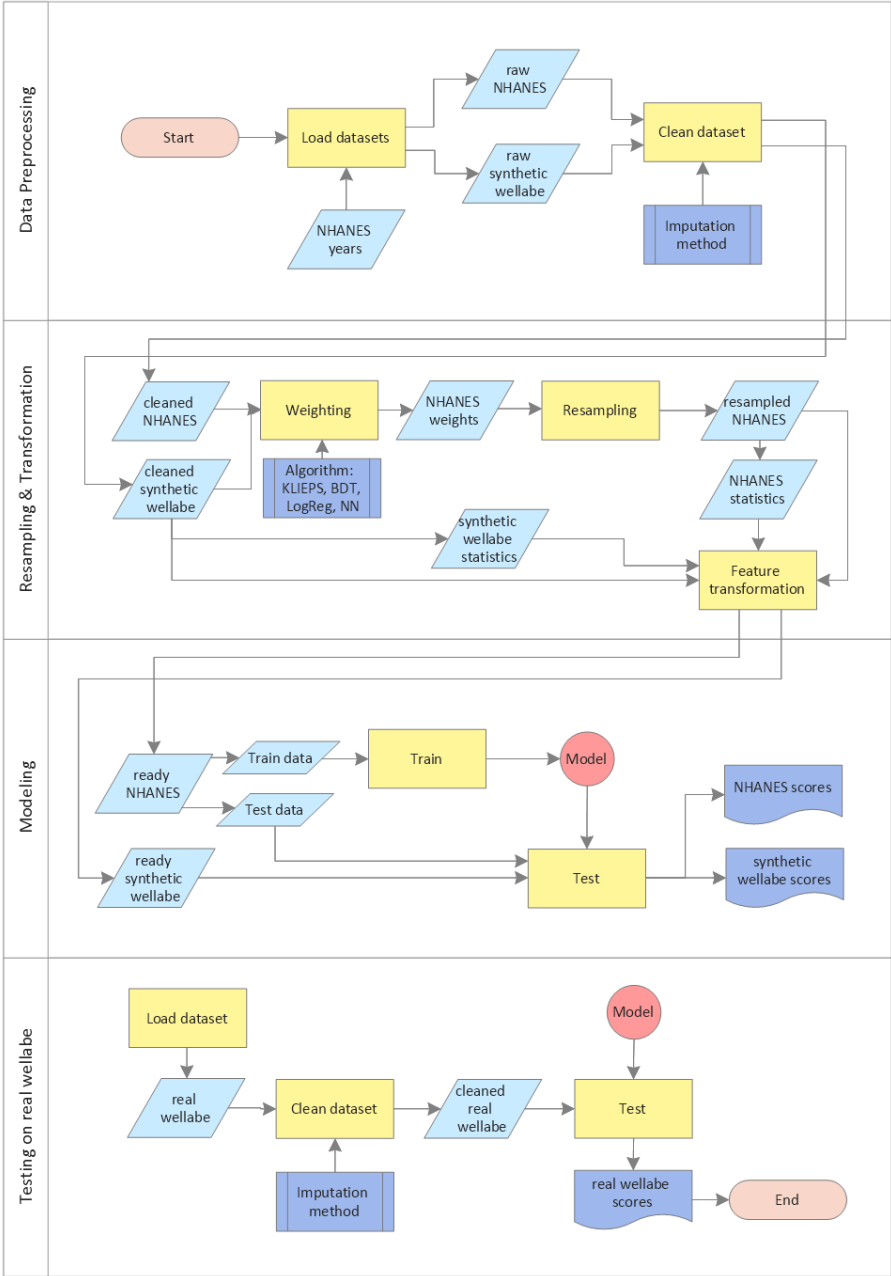 Data Preprocessing
Start
Load datasets
NHANES
years
raw
NHANES
raw
synthetic
wellabe
Clean dataset
Imputation
method
Resampling & Transformation
cleaned
NHANES
cleaned
synthetic
wellabe
Weighting
Algorithm:
KLIEPS, BDT,
LogReg, NN
NHANES
weights
Resampling
resampled
NHANES
NHANES
statistics
synthetic
wellabe
statistics
Feature
transformation
Modeling
ready
NHANES
Train data
Test data
ready
synthetic
wellabe
Train
Model
Test
NHANES scores
synthetic
wellabe scores
Testing on real wellabe
Load dataset
real
wellabe
Clean dataset
Imputation
method
cleaned
real
wellabe
Model
Test
real wellabe
scores
End